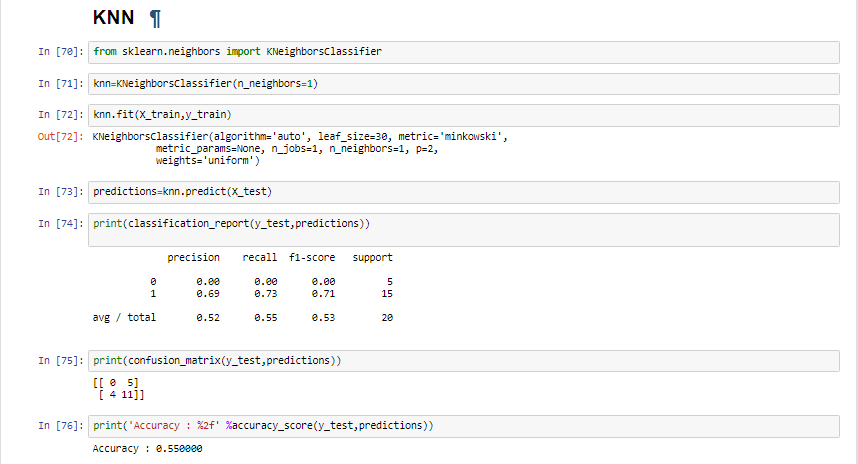 KNN ¶
In [70]: from sklearn.neighbors import KNeighborsClassifier
In [71]: knn=KNeighborsClassifier(n_neighbors=1)
In [72]: knn.fit(X_train,y_train)
Out[72]: KNeighborsClassifier(algorithm='auto', leaf_size=30, metric='minkowski',
metric_params=None, n_jobs=1, n_neighbors=1, p=2,
weights='uniform')
In [73]: predictions=knn.predict(X_test)
In [74]: print(classification_report(y_test,predictions))
precision recall f1-score support
0 0.00 0.00 0.00 5
1 0.69 0.73 0.71 15
avg / total 0.52 0.55 0.53 20
In [75]: print(confusion_matrix(y_test,predictions))
[[ 0 5]
[ 4 11]]
In [76]: print('Accuracy : %2f' %accuracy_score(y_test,predictions))
Accuracy : 0.550000